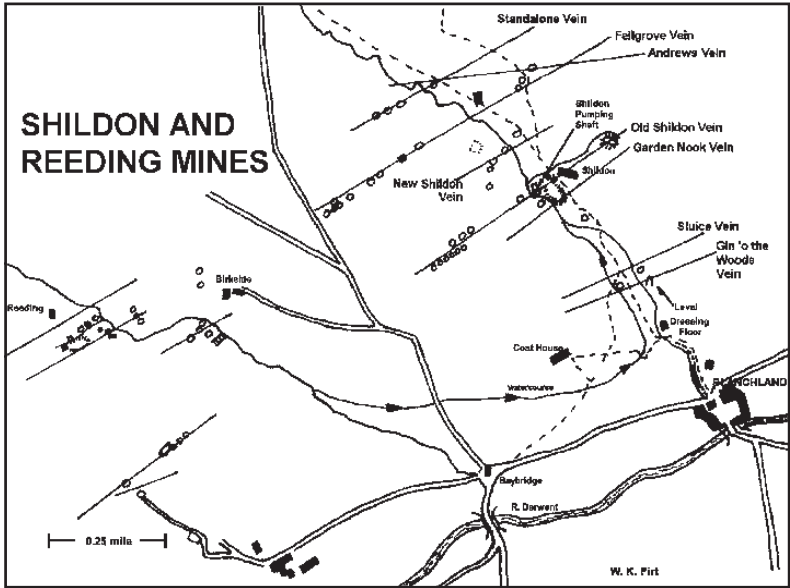 Standalone Vein
Fellgrove Vein
Andrews Vein
SHILDON AND
REEDING MINES
Shildon
Pumping
Shaft
Old Shildon Vein
Garden Nook Vein
New Shildon
Vein
Shildon
Sluice Vein
Gin 'o the
Woods
Vein
Birkside
Reeding
Level
Dressing
Floor
Coat House
Watercourse
BLANCHLAND
Baybridge
R. Derwent
0.25 mile
W. K. Firt